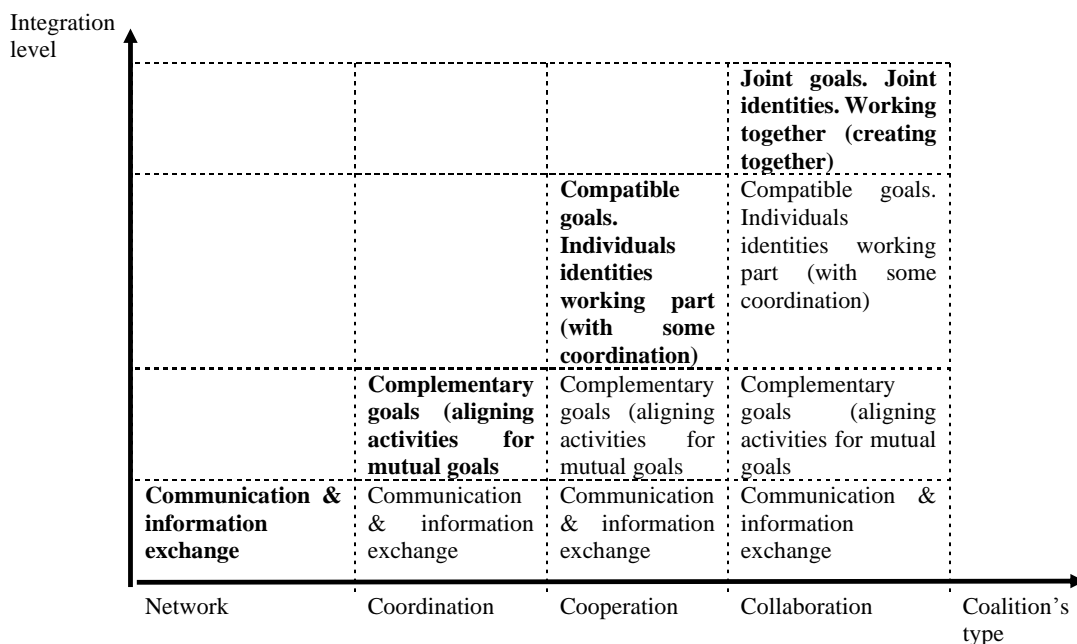 Integration
level
Joint goals. Joint
identities. Working
together (creating
together)
Compatible
goals.
Individuals
identities
working part
(with some
coordination)
Compatible goals.
Individuals
identities working
part (with some
coordination)
Complementary
goals (aligning
activities for
mutual goals
Complementary
goals (aligning
activities for
mutual goals
Complementary
goals (aligning
activities for mutual
goals
Communication &
information
exchange
Communication
& information
exchange
Communication
& information
exchange
Communication &
information
exchange
Network
Coordination
Cooperation
Collaboration
Coalition's
type